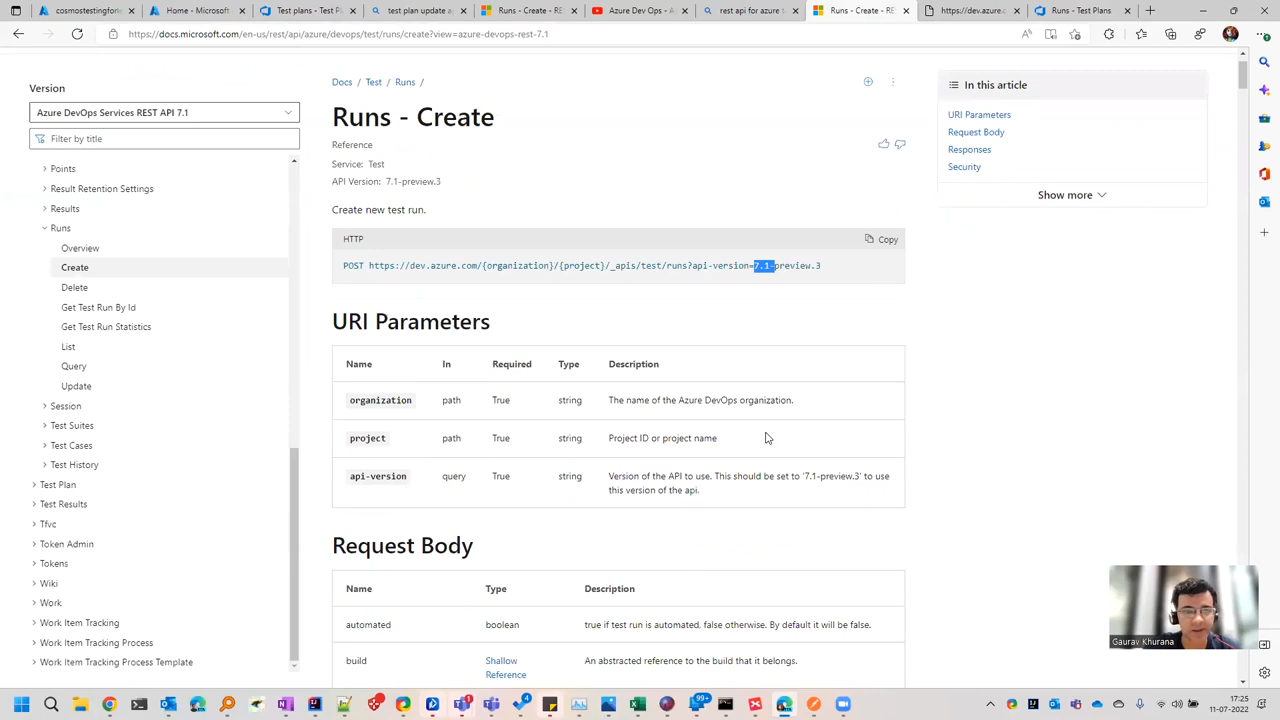 cosmostestingfor
Home - Microsoft
Test plans - Test P
test plan update a
Runs - Create - RE
Azure Dev Ops - A
rest api for azure t
Runs - Create - RE
https://dev.azure.c
Runs - Test Plans
https://docs.microsoft.com/en-us/rest/api/azure/devops/test/runs/create?view=azure-devops-rest-7.1
Version
Azure DevOps Services REST API 7.1
Filter by title
Points
Result Retention Settings
Results
Runs
Overview
Create
Delete
Get Test Run By Id
Get Test Run Statistics
List
Query
Update
Session
Test Suites
Test Cases
Test History
Test Plan
Test Results
Tfvc
Token Admin
Tokens
Wiki
Work
Work Item Tracking
Work Item Tracking Process
Work Item Tracking Process Template
Docs / Test / Runs /
Runs - Create
Reference
Service: Test
API Version: 7.1-preview.3
Create new test run.
HTTP
Copy
POST https://dev.azure.com/{organization}/{project}/_apis/test/runs?api-version=7.1-preview.3
URI Parameters
Name In Required Type Description
organization path True string The name of the Azure DevOps organization.
project path True string Project ID or project name
api-version query True string Version of the API to use. This should be set to '7.1-preview.3' to use
this version of the api.
Request Body
Name Type Description
automated boolean true if test run is automated, false otherwise. By default it will be false.
build Shallow Reference An abstracted reference to the build that it belongs.
In this article
URI Parameters
Request Body
Responses
Security
Show more
Gaurav Khurana
99+
17:25
11-07-2022